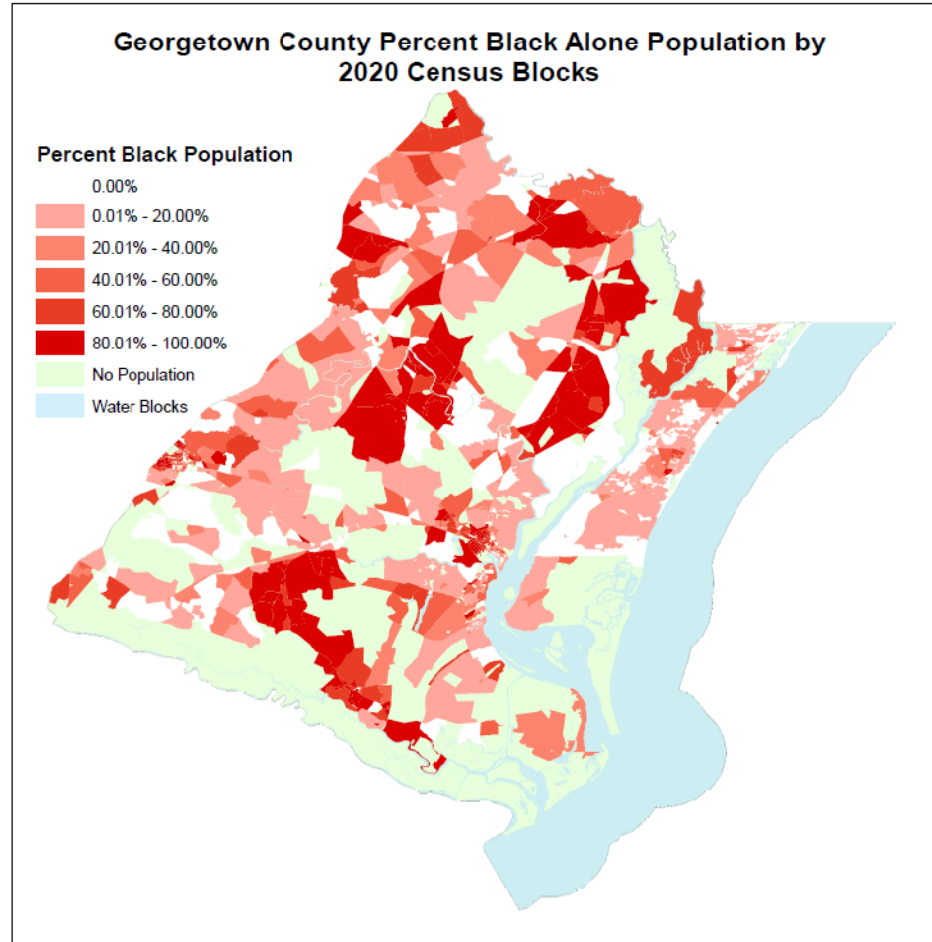 Georgetown County Percent Black Alone Population by
2020 Census Blocks
Percent Black Population
0.00%
0.01% - 20.00%
20.01% - 40.00%
40.01% - 60.00%
60.01% - 80.00%
80.01% - 100.00%
No Population
Water Blocks